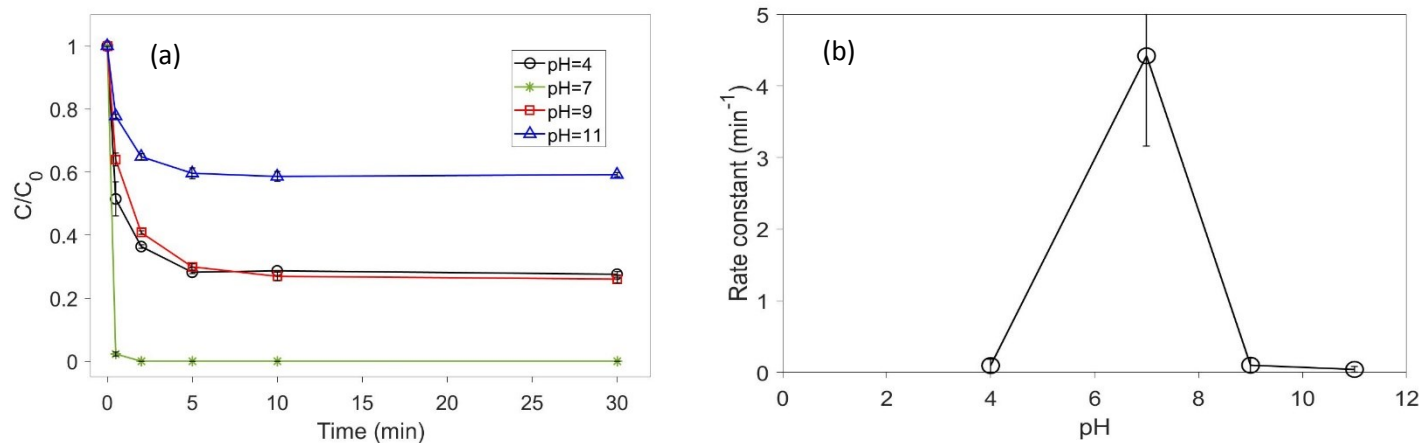 (a)
pH=4
pH=7
pH=9
pH=11
1
0.8
0.6
0.4
0.2
0
C/C0
0 5 10 15 20 25 30
Time (min)
(b)
5
4
3
2
1
0
Rate constant (min-1)
0 2 4 6 8 10 12
pH